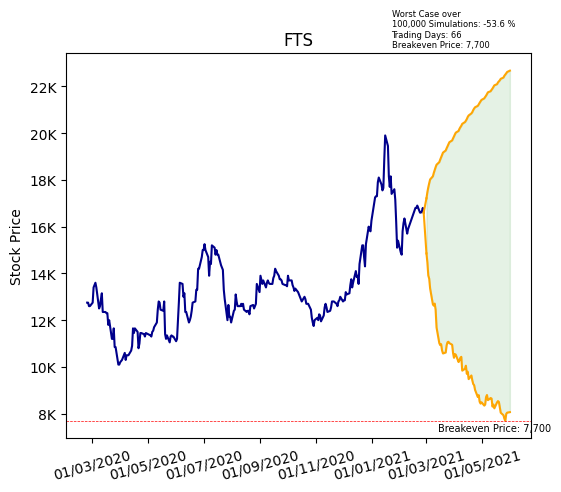 Worst Case over
100,000 Simulations: -53.6 %
Trading Days: 66
Breakeven Price: 7,700
FTS
Stock Price
22K
20K
18K
16K
14K
12K
10K
8K
Breakeven Price: 7,700
01/03/2020
01/05/2020
01/07/2020
01/09/2020
01/11/2020
01/01/2021
01/03/2021
01/05/2021